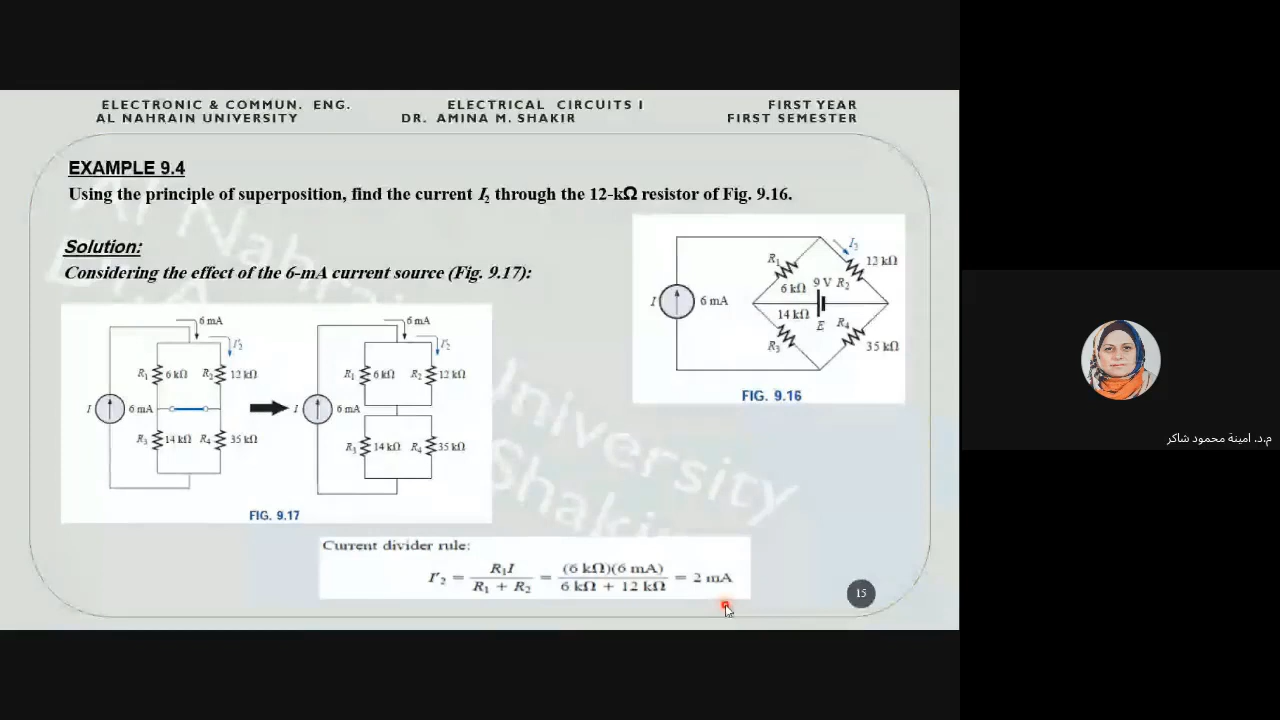 ELECTRONIC & COMMUN. ENG. ELECTRICAL CIRCUITS I FIRST YEAR
AL NAHRAIN UNIVERSITY DR. AMINA M. SHAKIR FIRST SEMESTER
EXAMPLE 9.4
Using the principle of superposition, find the current I₂ through the 12-kΩ resistor of Fig. 9.16.
Solution:
Considering the effect of the 6-mA current source (Fig. 9.17):
I 6 mA
R₁ 6 kΩ
I₂
12 kΩ R₂
9 V E
14 kΩ R₃
R₄ 35 kΩ
FIG. 9.16
6 mA
I'₂
R₁ 6 kΩ R₂ 12 kΩ
I 6 mA
R₃ 14 kΩ R₄ 35 kΩ
6 mA
I'₂
R₁ 6 kΩ R₂ 12 kΩ
I 6 mA
R₃ 14 kΩ R₄ 35 kΩ
FIG. 9.17
Current divider rule:
I'₂ = R₁I / (R₁ + R₂) = (6 kΩ)(6 mA) / (6 kΩ + 12 kΩ) = 2 mA
15
م.د. امينة محمود شاكر
Al Nahrain University
Shakir